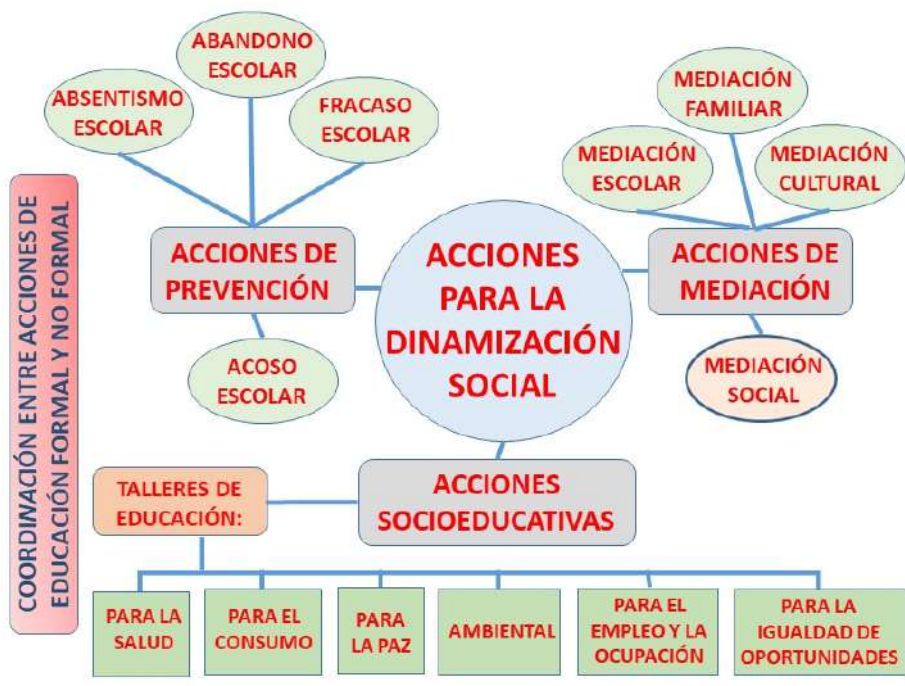 COORDINACIÓN ENTRE ACCIONES DE
EDUCACIÓN FORMAL Y NO FORMAL
ABSENTISMO
ESCOLAR
ABANDONO
ESCOLAR
FRACASO
ESCOLAR
ACCIONES DE
PREVENCIÓN
ACOSO
ESCOLAR
ACCIONES
PARA LA
DINAMIZACIÓN
SOCIAL
MEDIACIÓN
ESCOLAR
MEDIACIÓN
FAMILIAR
MEDIACIÓN
CULTURAL
ACCIONES DE
MEDIACIÓN
MEDIACIÓN
SOCIAL
ACCIONES
SOCIOEDUCATIVAS
TALLERES DE
EDUCACIÓN:
PARA LA
SALUD
PARA EL
CONSUMO
PARA
LA PAZ
AMBIENTAL
PARA EL
EMPLEO Y LA
OCUPACIÓN
PARA LA
IGUALDAD DE
OPORTUNIDADES